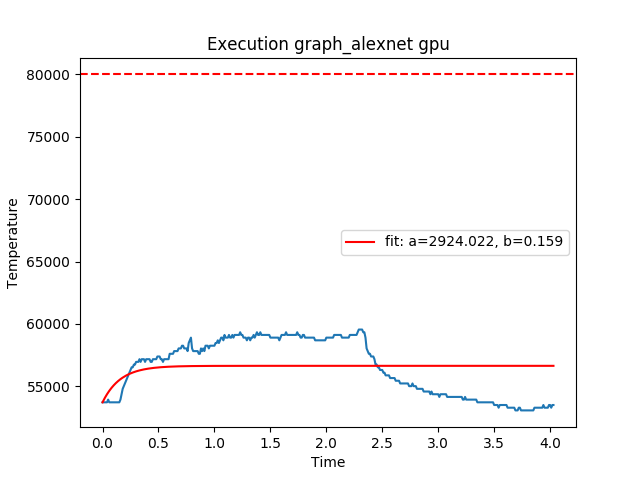 Execution graph_alexnet gpu
80000
75000
70000
65000
60000
55000
Temperature
fit: a=2924.022, b=0.159
0.0 0.5 1.0 1.5 2.0 2.5 3.0 3.5 4.0
Time